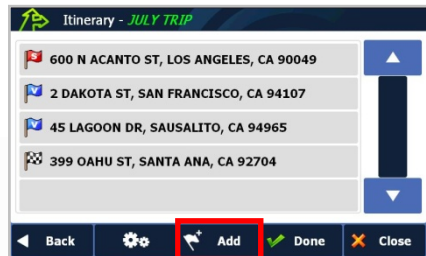 Itinerary - JULY TRIP
600 N ACANTO ST, LOS ANGELES, CA 90049
2 DAKOTA ST, SAN FRANCISCO, CA 94107
45 LAGOON DR, SAUSALITO, CA 94965
399 OAHU ST, SANTA ANA, CA 92704
Back Add Done Close